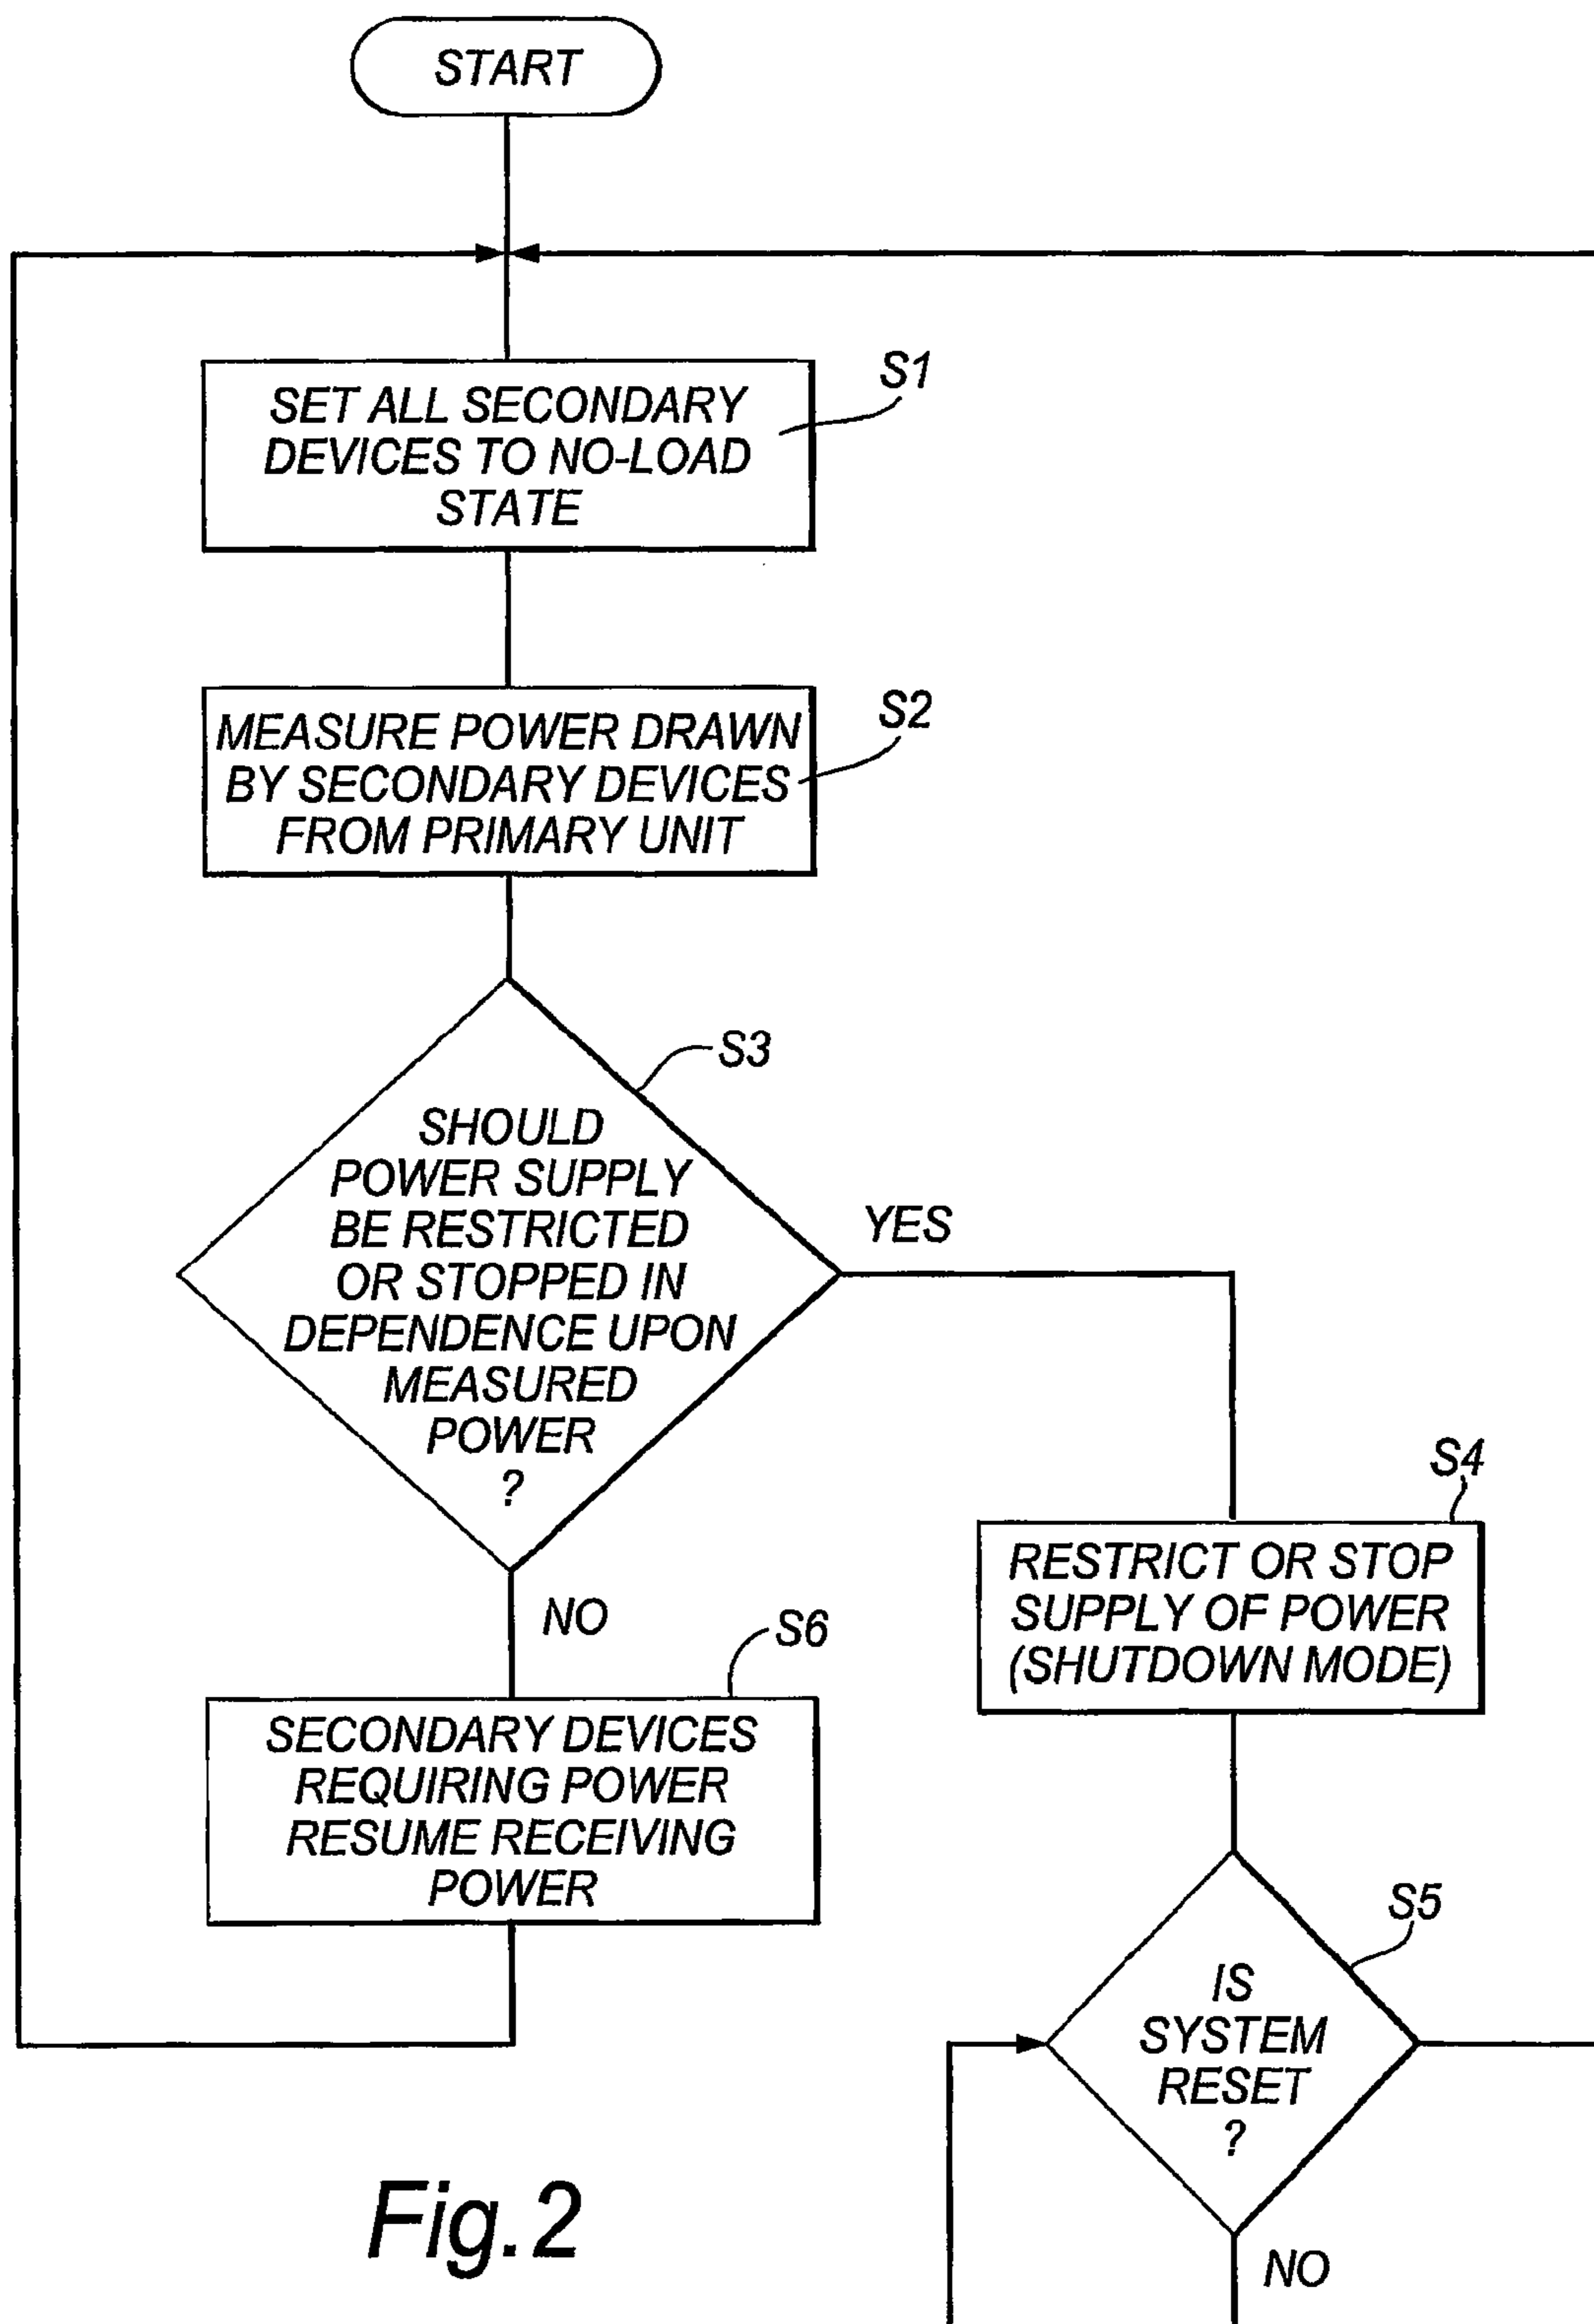 START
S1
SET ALL SECONDARY
DEVICES TO NO-LOAD
STATE
S2
MEASURE POWER DRAWN
BY SECONDARY DEVICES
FROM PRIMARY UNIT
S3
SHOULD
POWER SUPPLY
BE RESTRICTED
OR STOPPED IN
DEPENDENCE UPON
MEASURED
POWER
?
YES
NO
S4
RESTRICT OR STOP
SUPPLY OF POWER
(SHUTDOWN MODE)
S6
SECONDARY DEVICES
REQUIRING POWER
RESUME RECEIVING
POWER
S5
IS
SYSTEM
RESET
?
NO
Fig.2